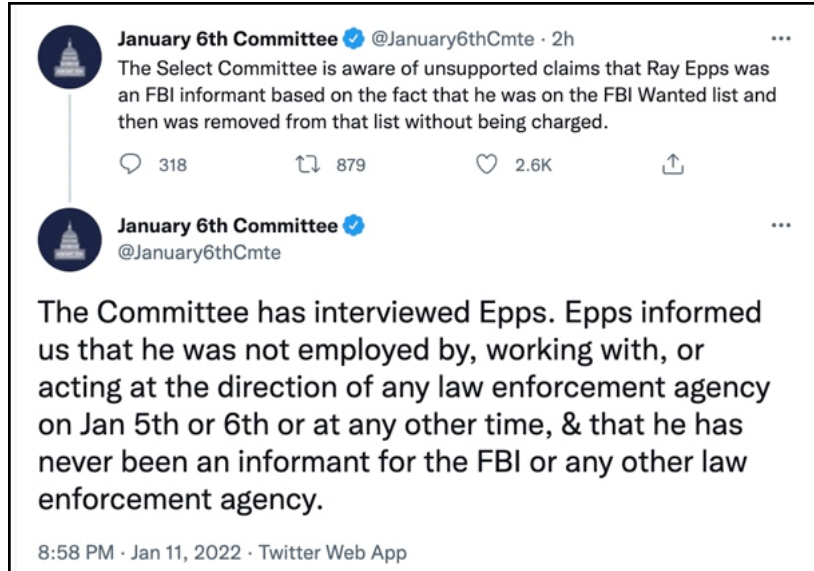 January 6th Committee @January6thCmte · 2h
The Select Committee is aware of unsupported claims that Ray Epps was
an FBI informant based on the fact that he was on the FBI Wanted list and
then was removed from that list without being charged.
318 879 2.6K
January 6th Committee
@January6thCmte
The Committee has interviewed Epps. Epps informed
us that he was not employed by, working with, or
acting at the direction of any law enforcement agency
on Jan 5th or 6th or at any other time, & that he has
never been an informant for the FBI or any other law
enforcement agency.
8:58 PM · Jan 11, 2022 · Twitter Web App